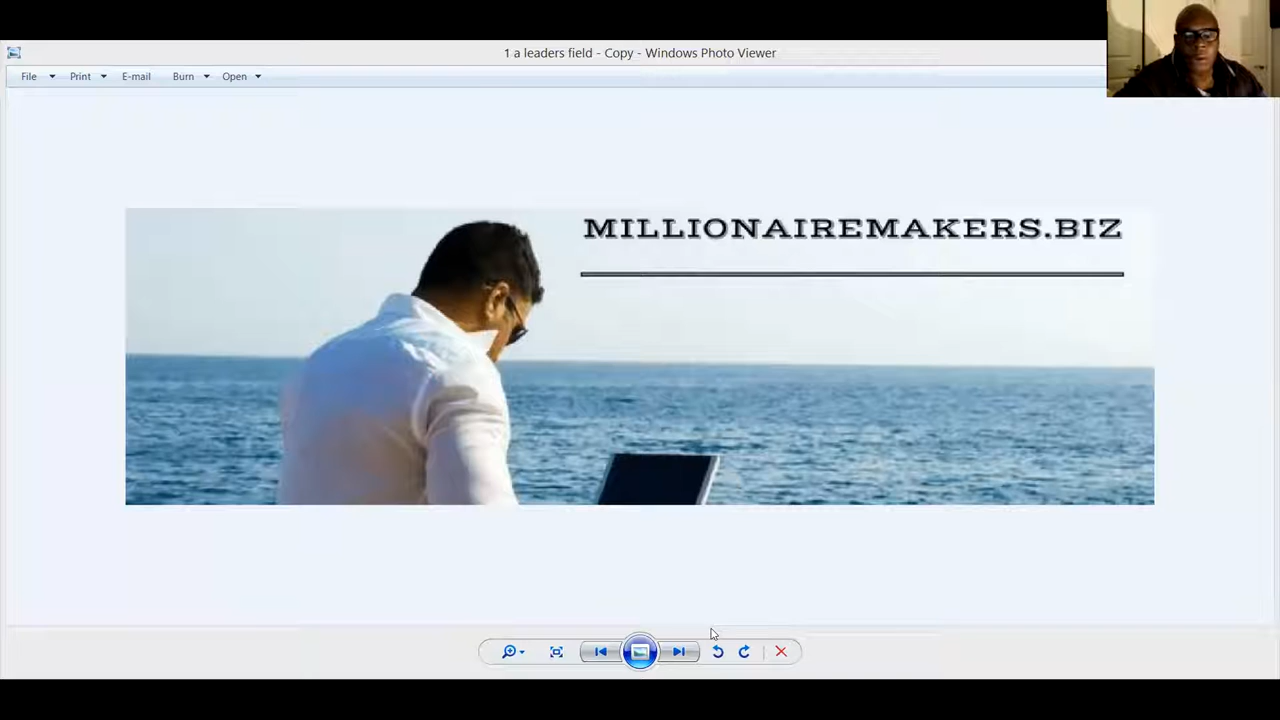 1 a leaders field - Copy - Windows Photo Viewer
File Print E-mail Burn Open
MILLIONAIREMAKERS.BIZ